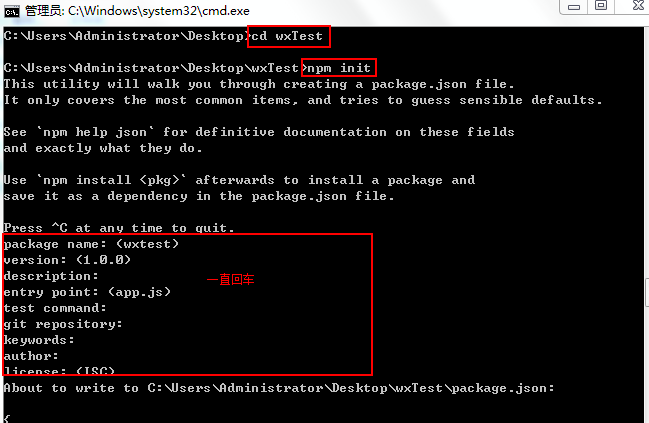 管理员: C:\Windows\system32\cmd.exe
C:\Users\Administrator\Desktop>cd wxTest
C:\Users\Administrator\Desktop\wxTest>npm init
This utility will walk you through creating a package.json file.
It only covers the most common items, and tries to guess sensible defaults.
See `npm help json` for definitive documentation on these fields
and exactly what they do.
Use `npm install <pkg>` afterwards to install a package and
save it as a dependency in the package.json file.
Press ^C at any time to quit.
package name: (wxtest)
version: (1.0.0)
description:
一直回车
entry point: (app.js)
test command:
git repository:
keywords:
author:
license: (ISC)
About to write to C:\Users\Administrator\Desktop\wxTest\package.json:
{